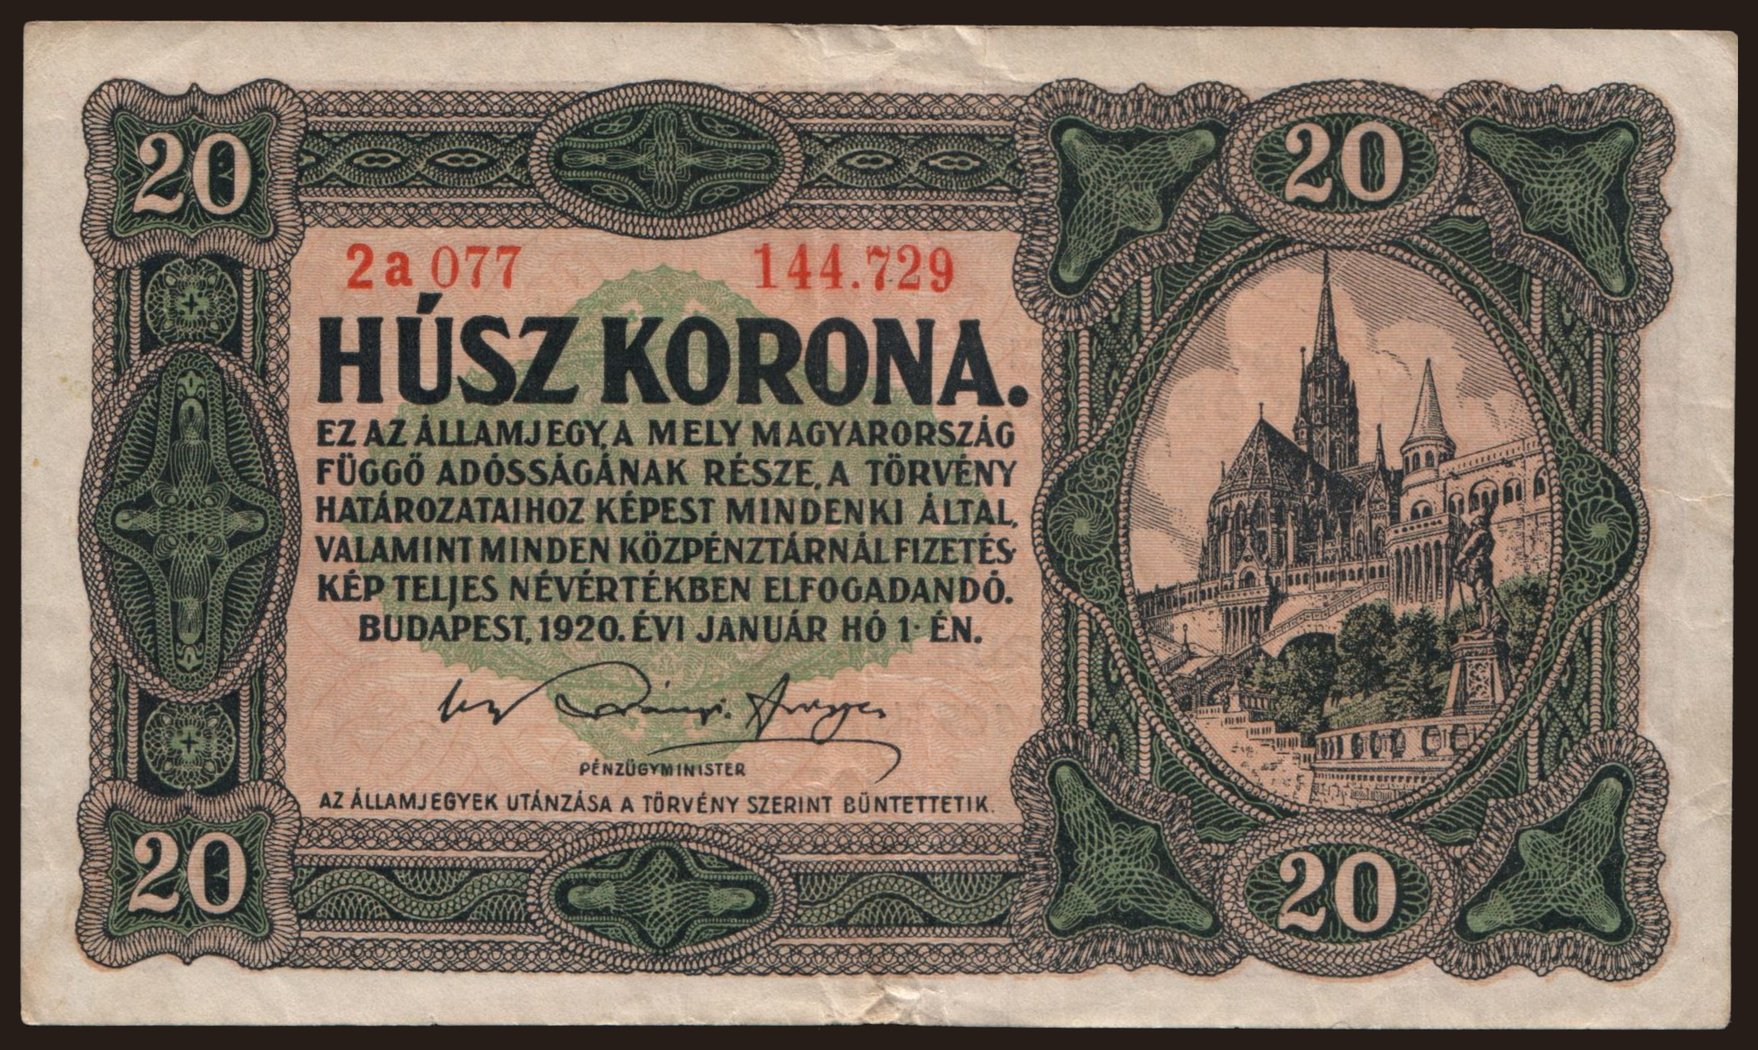 20 20
2a 077 144.729
HÚSZ KORONA.
EZ AZ ÁLLAMJEGY, A MELY MAGYARORSZÁG
FÜGGŐ ADÓSSÁGÁNAK RÉSZE, A TÖRVÉNY
HATÁROZATAIHOZ KÉPEST MINDENKI ÁLTAL,
VALAMINT MINDEN KÖZPÉNZTÁRNÁL FIZETÉS-
KÉP TELJES NÉVÉRTÉKBEN ELFOGADANDÓ.
BUDAPEST, 1920. ÉVI JANUÁR HÓ 1· ÉN.
PÉNZÜGYMINISTER
AZ ÁLLAMJEGYEK UTÁNZÁSA A TÖRVÉNY SZERINT BÜNTETTETIK.
20 20